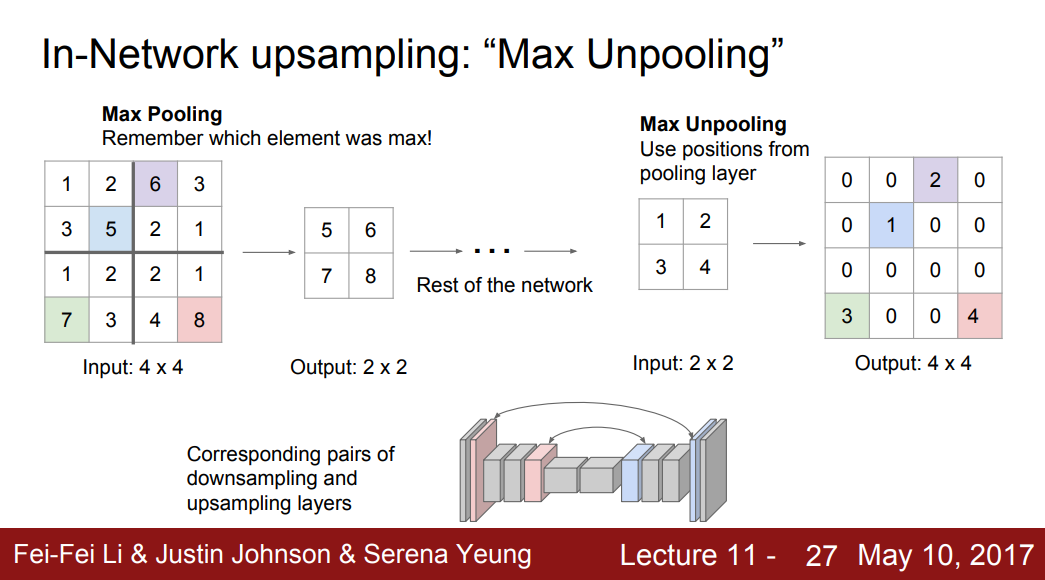 In-Network upsampling: “Max Unpooling”
Max Pooling
Remember which element was max!
1 2 6 3
3 5 2 1
1 2 2 1
7 3 4 8
Input: 4 x 4
5 6
7 8
Output: 2 x 2
. . .
Rest of the network
Max Unpooling
Use positions from
pooling layer
1 2
3 4
Input: 2 x 2
0 0 2 0
0 1 0 0
0 0 0 0
3 0 0 4
Output: 4 x 4
Corresponding pairs of
downsampling and
upsampling layers
Fei-Fei Li & Justin Johnson & Serena Yeung Lecture 11 - 27 May 10, 2017